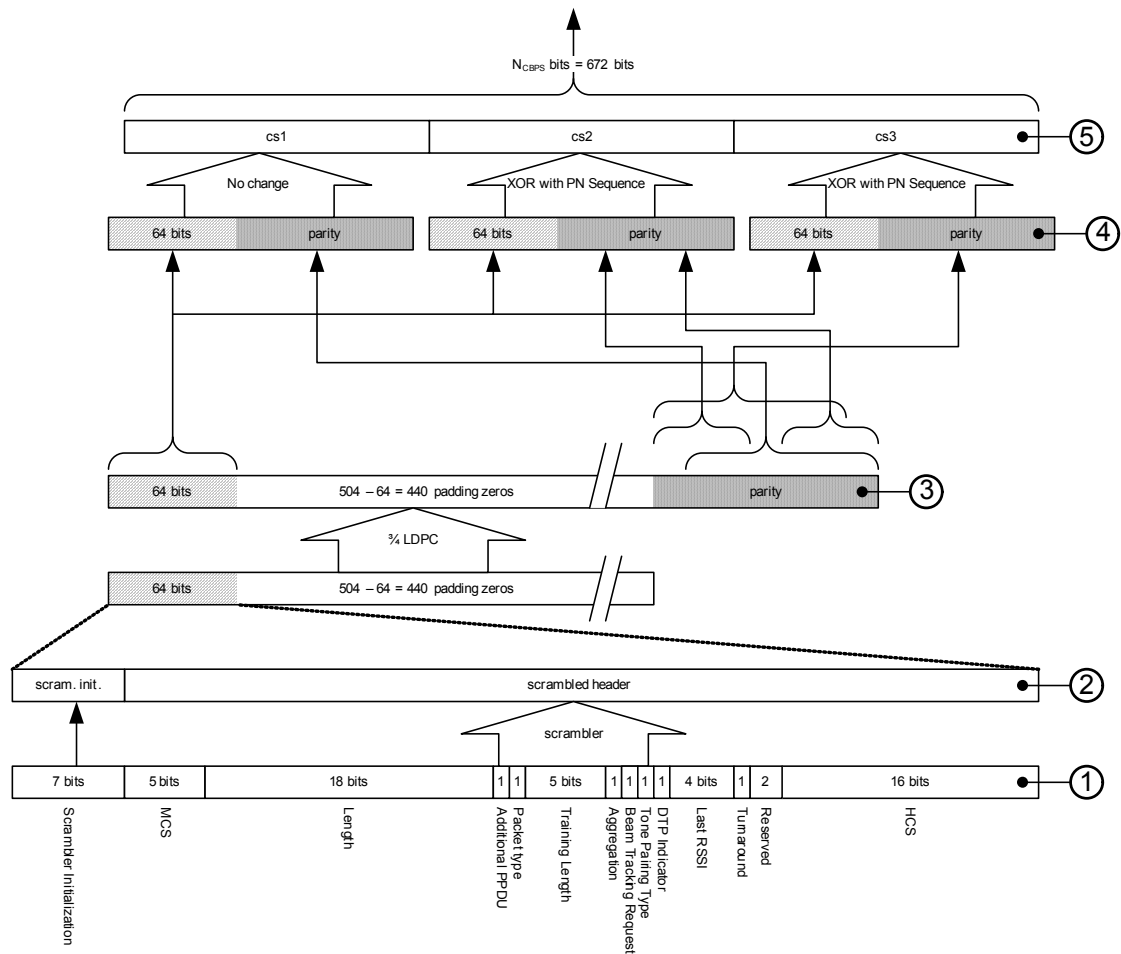 N_CBPS bits = 672 bits
cs1 cs2 cs3 5
No change XOR with PN Sequence XOR with PN Sequence
64 bits parity 64 bits parity 64 bits parity 4
64 bits 504 – 64 = 440 padding zeros parity 3
¾ LDPC
64 bits 504 – 64 = 440 padding zeros
scram. init. scrambled header 2
scrambler
7 bits 5 bits 18 bits 1 1 5 bits 1 1 1 1 4 bits 1 2 16 bits 1
Scrambler Initialization
MCS
Length
Additional PPDU
Packet type
Training Length
Aggregation
Beam Tracking Request
Tone Pairing Type
DTP Indicator
Last RSSI
Turnaround
Reserved
HCS